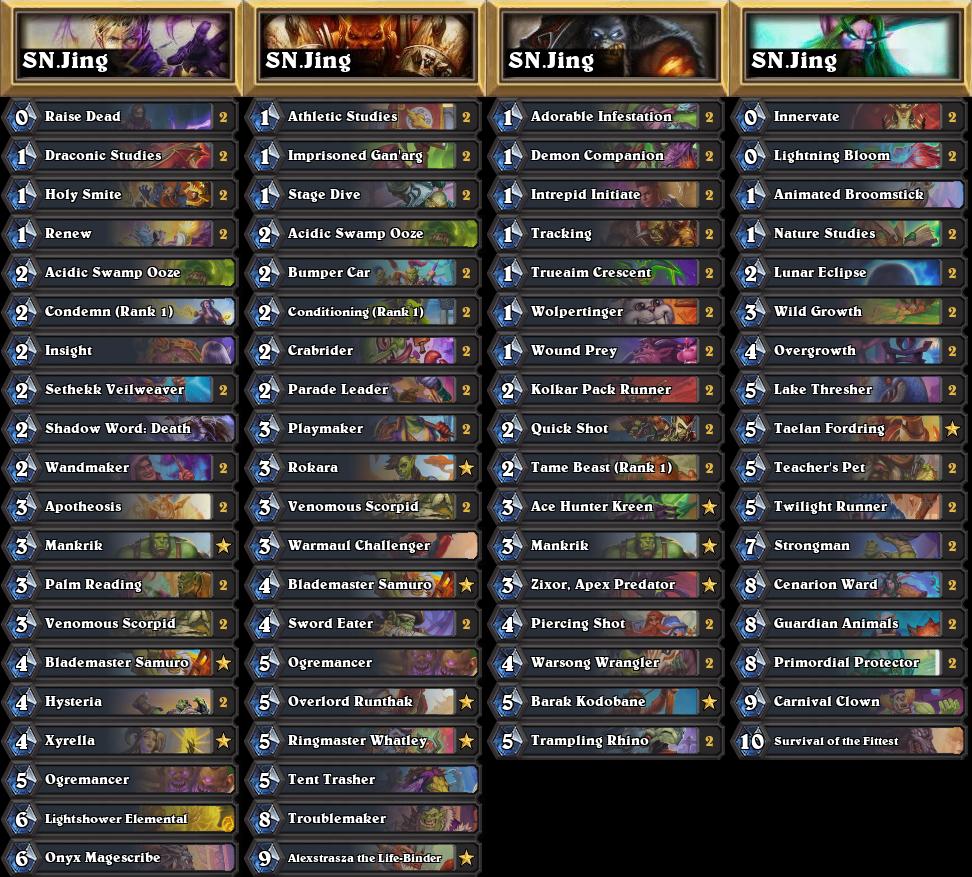 SN.Jing
0 Raise Dead 2
1 Draconic Studies 2
1 Holy Smite 2
1 Renew 2
2 Acidic Swamp Ooze
2 Condemn (Rank 1)
2 Insight
2 Sethekk Veilweaver 2
2 Shadow Word: Death
2 Wandmaker 2
3 Apotheosis 2
3 Mankrik
3 Palm Reading 2
3 Venomous Scorpid 2
4 Blademaster Samuro
4 Hysteria 2
4 Xyrella
5 Ogremancer
6 Lightshower Elemental
6 Onyx Magescribe
SN.Jing
1 Athletic Studies 2
1 Imprisoned Gan'arg 2
1 Stage Dive 2
2 Acidic Swamp Ooze
2 Bumper Car 2
2 Conditioning (Rank 1) 2
2 Crabrider 2
2 Parade Leader 2
3 Playmaker 2
3 Rokara
3 Venomous Scorpid 2
3 Warmaul Challenger
4 Blademaster Samuro
4 Sword Eater 2
5 Ogremancer
5 Overlord Runthak
5 Ringmaster Whatley
5 Tent Trasher
8 Troublemaker
9 Alexstrasza the Life-Binder
SN.Jing
1 Adorable Infestation 2
1 Demon Companion 2
1 Intrepid Initiate 2
1 Tracking 2
1 Trueaim Crescent 2
1 Wolpertinger 2
1 Wound Prey 2
2 Kolkar Pack Runner 2
2 Quick Shot 2
2 Tame Beast (Rank 1) 2
3 Ace Hunter Kreen
3 Mankrik
3 Zixor, Apex Predator
4 Piercing Shot 2
4 Warsong Wrangler 2
5 Barak Kodobane
5 Trampling Rhino 2
SN.Jing
0 Innervate 2
0 Lightning Bloom 2
1 Animated Broomstick
1 Nature Studies 2
2 Lunar Eclipse 2
3 Wild Growth 2
4 Overgrowth 2
5 Lake Thresher 2
5 Taelan Fordring
5 Teacher's Pet 2
5 Twilight Runner 2
7 Strongman 2
8 Cenarion Ward 2
8 Guardian Animals 2
8 Primordial Protector 2
9 Carnival Clown
10 Survival of the Fittest